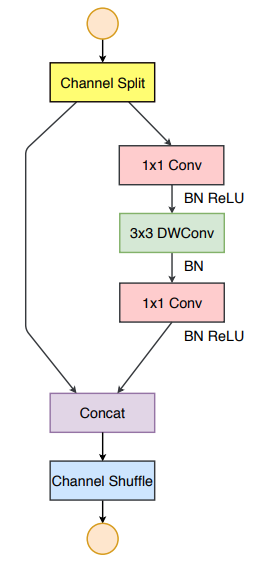 Channel Split
1x1 Conv
BN ReLU
3x3 DWConv
BN
1x1 Conv
BN ReLU
Concat
Channel Shuffle